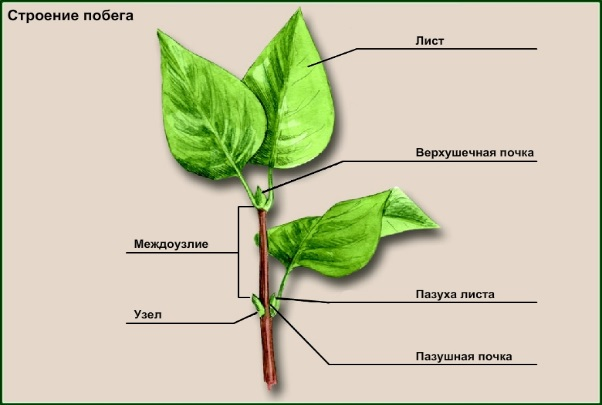 Строение побега
Лист
Верхушечная почка
Междоузлие
Пазуха листа
Узел
Пазушная почка